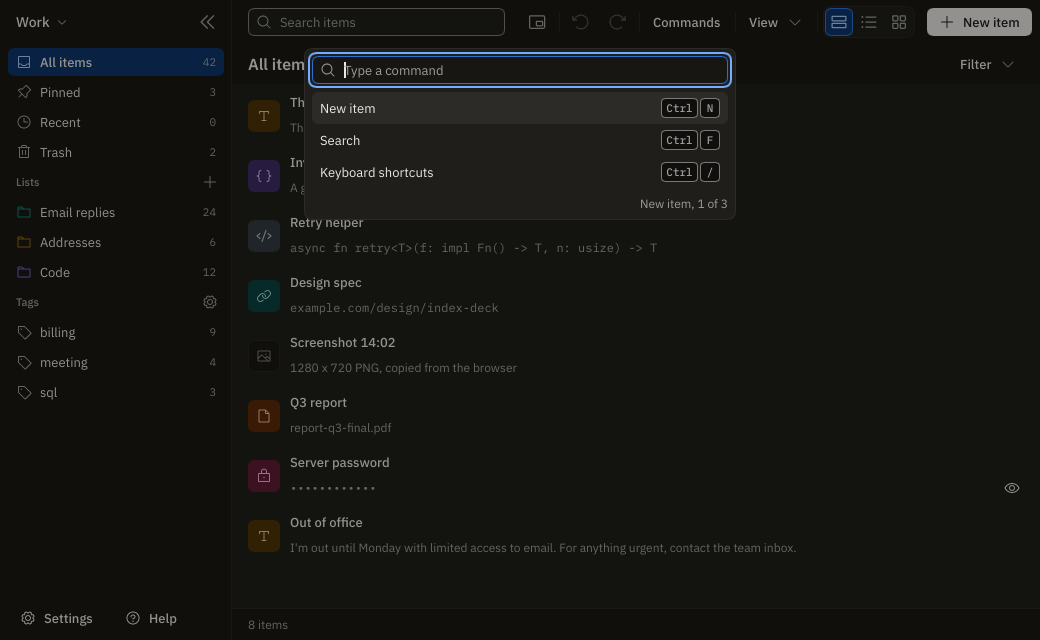 Work
Search items
Commands
View
New item
All items 42
Pinned 3
Recent 0
Trash 2
Lists
Email replies 24
Addresses 6
Code 12
Tags
billing 9
meeting 4
sql 3
Settings
Help
All item
Filter
Type a command
New item Ctrl N
Search Ctrl F
Keyboard shortcuts Ctrl /
New item, 1 of 3
T
{ }
Retry helper
</> async fn retry<T>(f: impl Fn() -> T, n: usize) -> T
Design spec
example.com/design/index-deck
Screenshot 14:02
1280 x 720 PNG, copied from the browser
Q3 report
report-q3-final.pdf
Server password
••••••••••••
Out of office
T
I'm out until Monday with limited access to email. For anything urgent, contact the team inbox.
8 items